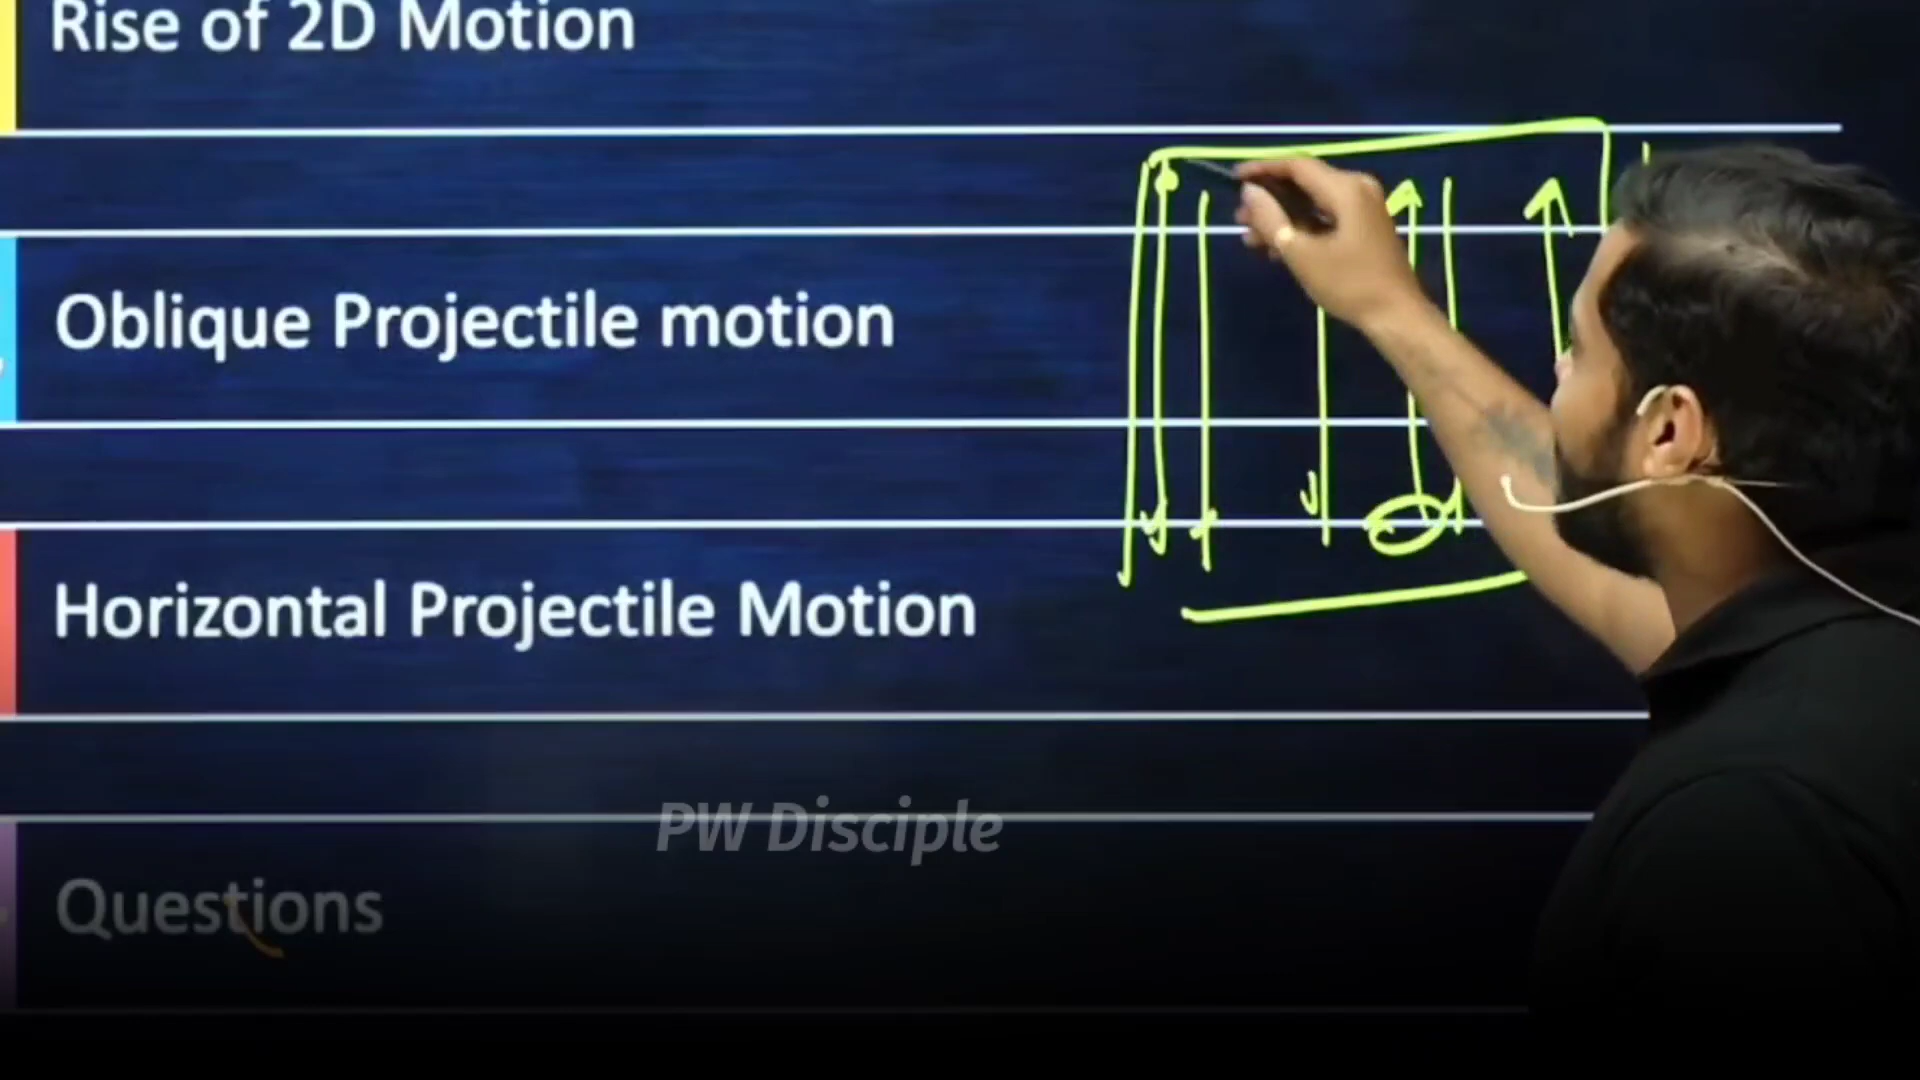 Rise of 2D Motion
Oblique Projectile motion
Horizontal Projectile Motion
PW Disciple
Questions